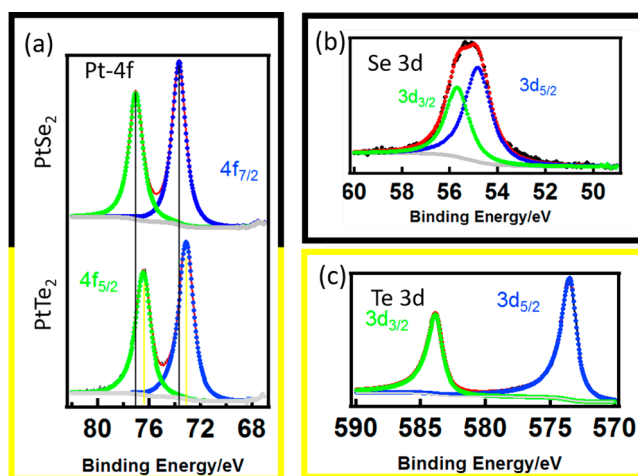 (a)
Pt-4f
PtSe₂
4f₇/₂
PtTe₂
4f₅/₂
80 76 72 68
Binding Energy/eV
(b)
Se 3d
3d₃/₂
3d₅/₂
60 58 56 54 52 50
Binding Energy/eV
(c)
Te 3d
3d₃/₂
3d₅/₂
590 585 580 575 570
Binding Energy/eV